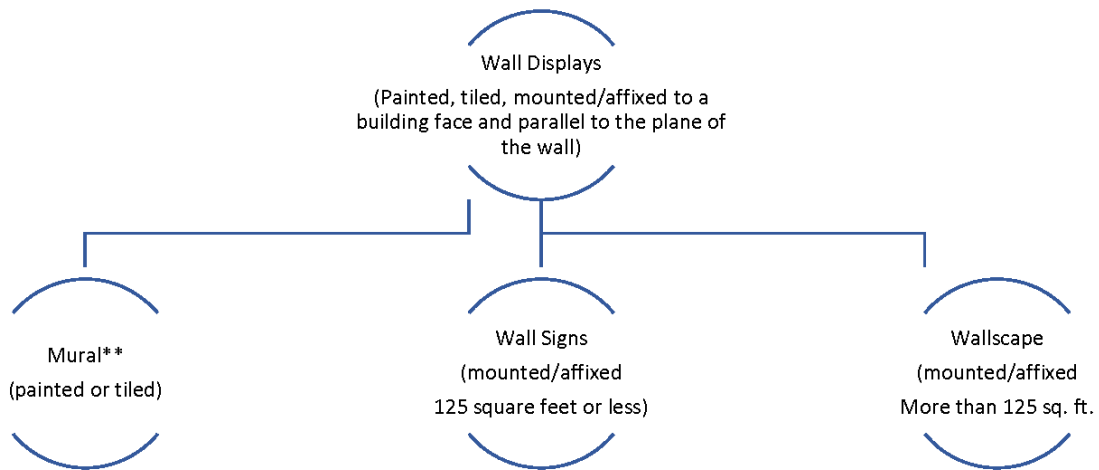 Wall Displays
(Painted, tiled, mounted/affixed to a
building face and parallel to the plane of
the wall)
Mural**
(painted or tiled)
Wall Signs
(mounted/affixed
125 square feet or less)
Wallscape
(mounted/affixed
More than 125 sq. ft.